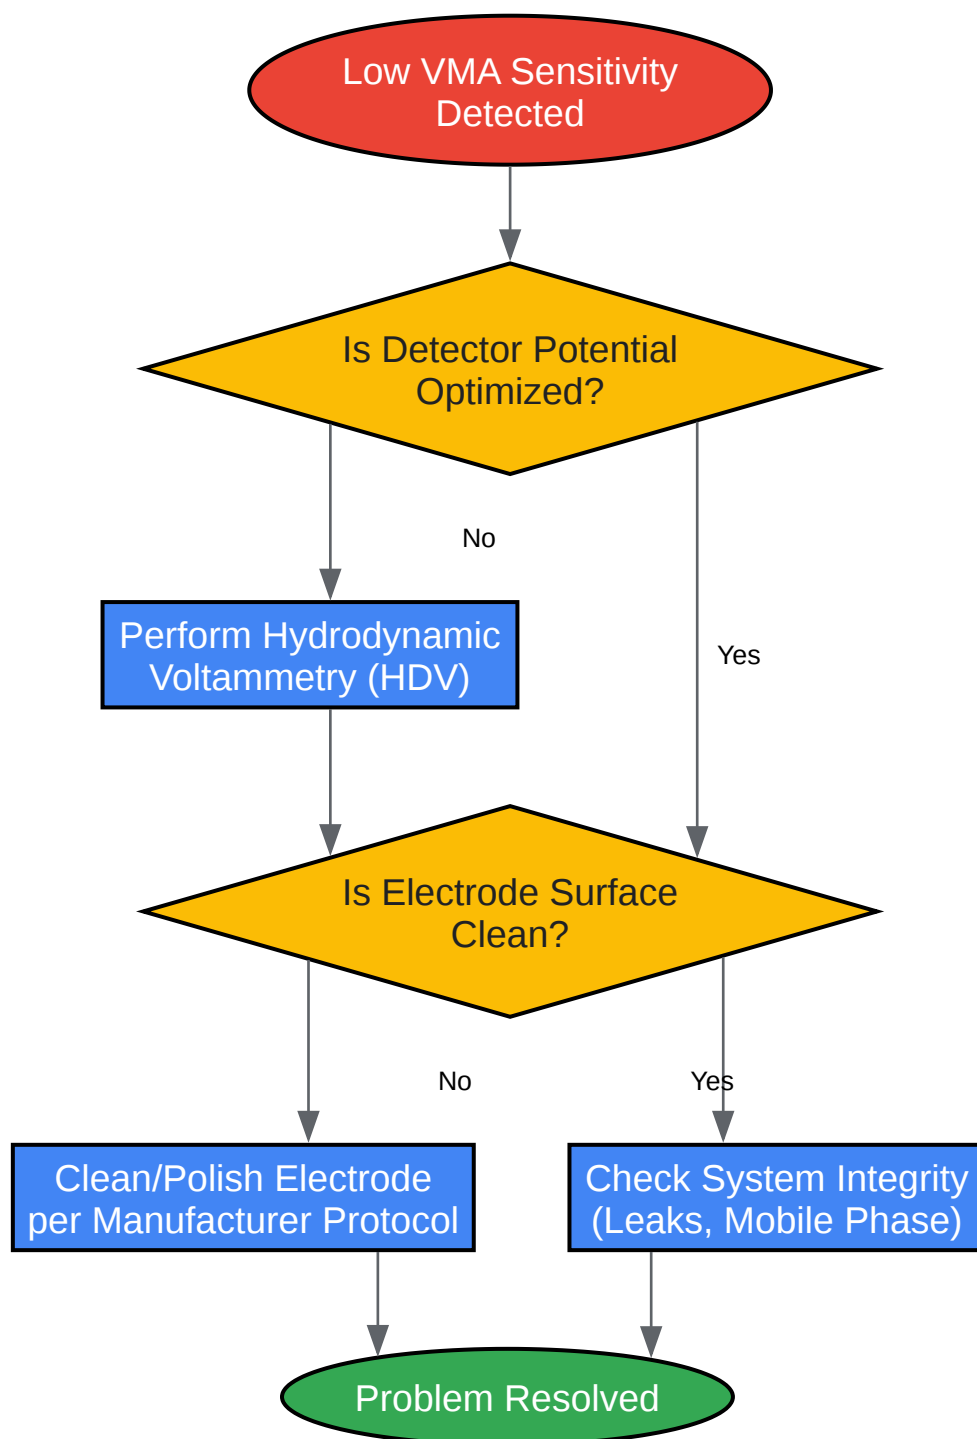 Low VMA Sensitivity
Detected
Is Detector Potential
Optimized?
No
Perform Hydrodynamic
Voltammetry (HDV)
Yes
Is Electrode Surface
Clean?
No
Yes
Clean/Polish Electrode
per Manufacturer Protocol
Check System Integrity
(Leaks, Mobile Phase)
Problem Resolved